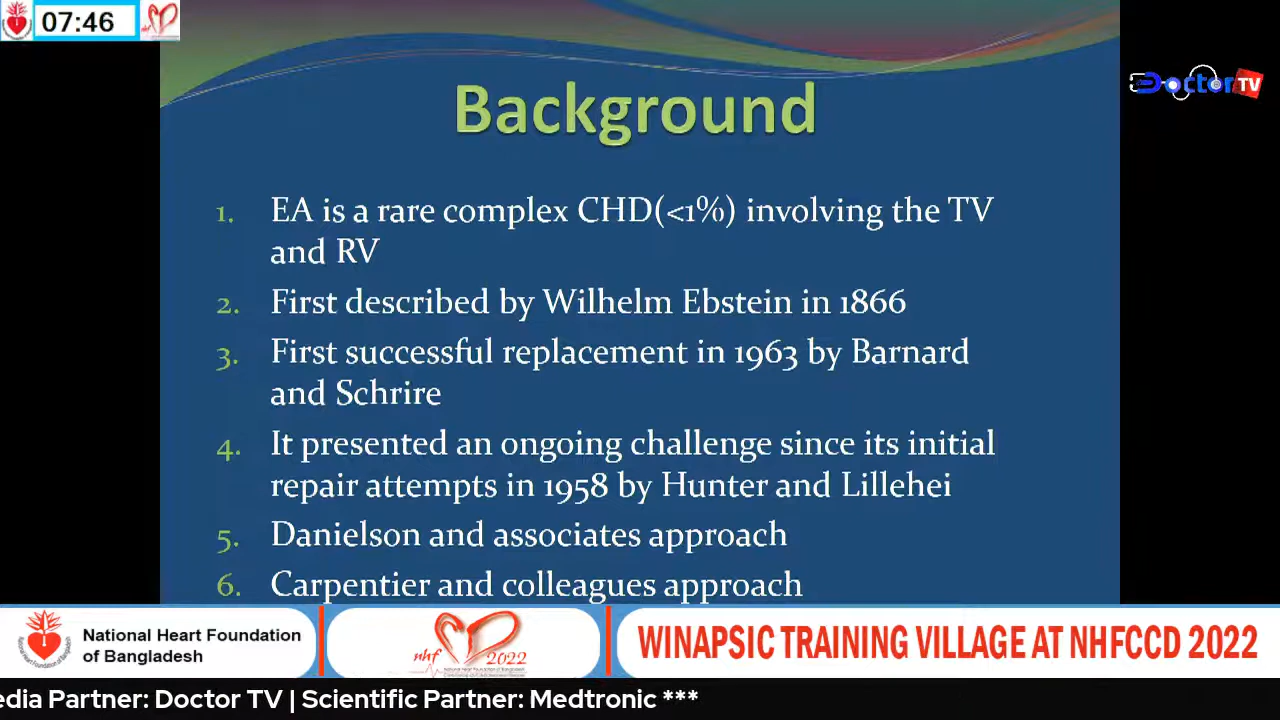 07:46
Doctor TV
Background
1. EA is a rare complex CHD(<1%) involving the TV
and RV
2. First described by Wilhelm Ebstein in 1866
3. First successful replacement in 1963 by Barnard
and Schrire
4. It presented an ongoing challenge since its initial
repair attempts in 1958 by Hunter and Lillehei
5. Danielson and associates approach
6. Carpentier and colleagues approach
National Heart Foundation
of Bangladesh
nhf 2022
WINAPSIC TRAINING VILLAGE AT NHFCCD 2022
edia Partner: Doctor TV | Scientific Partner: Medtronic ***